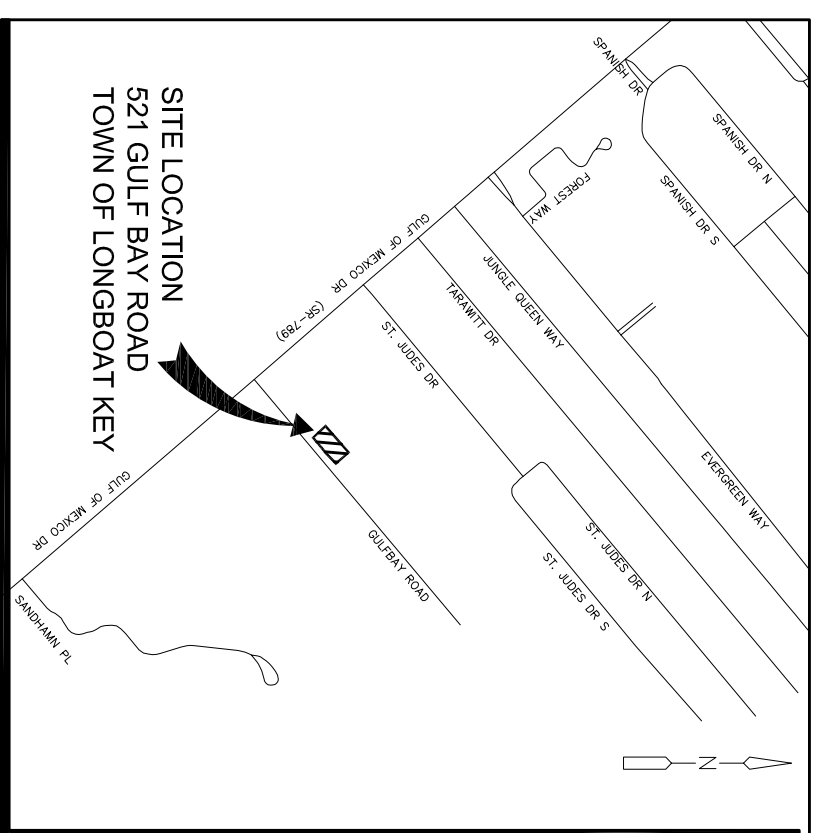 SITE LOCATION
521 GULF BAY ROAD
TOWN OF LONGBOAT KEY
SPANISH DR
SPANISH DR N
SPANISH DR S
FOREST WAY
GULF OF MEXICO DR (SR-789)
JUNGLE QUEEN WAY
TARAWITT DR
ST. JUDES DR
EVERGREEN WAY
ST. JUDES DR N
ST. JUDES DR S
GULFBAY ROAD
GULF OF MEXICO DR
SANDHAMN PL
N